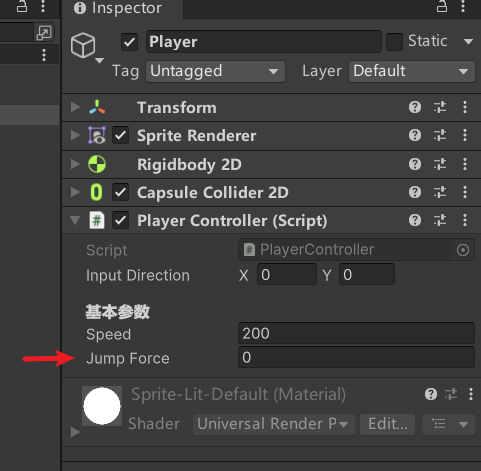 Inspector
Player
Static
Tag Untagged Layer Default
Transform
Sprite Renderer
Rigidbody 2D
Capsule Collider 2D
# Player Controller (Script)
Script # PlayerController
Input Direction X 0 Y 0
基本参数
Speed 200
Jump Force 0
Sprite-Lit-Default (Material)
Shader Universal Render P Edit...